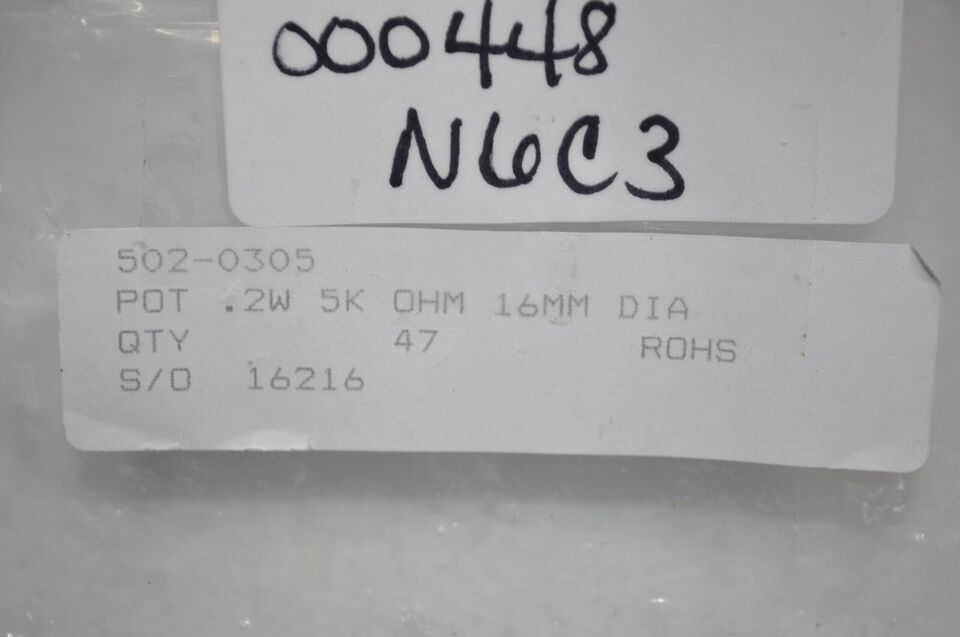 000448
N6C3
502-0305
POT .2W 5K OHM 16MM DIA
QTY 47 ROHS
S/O 16216